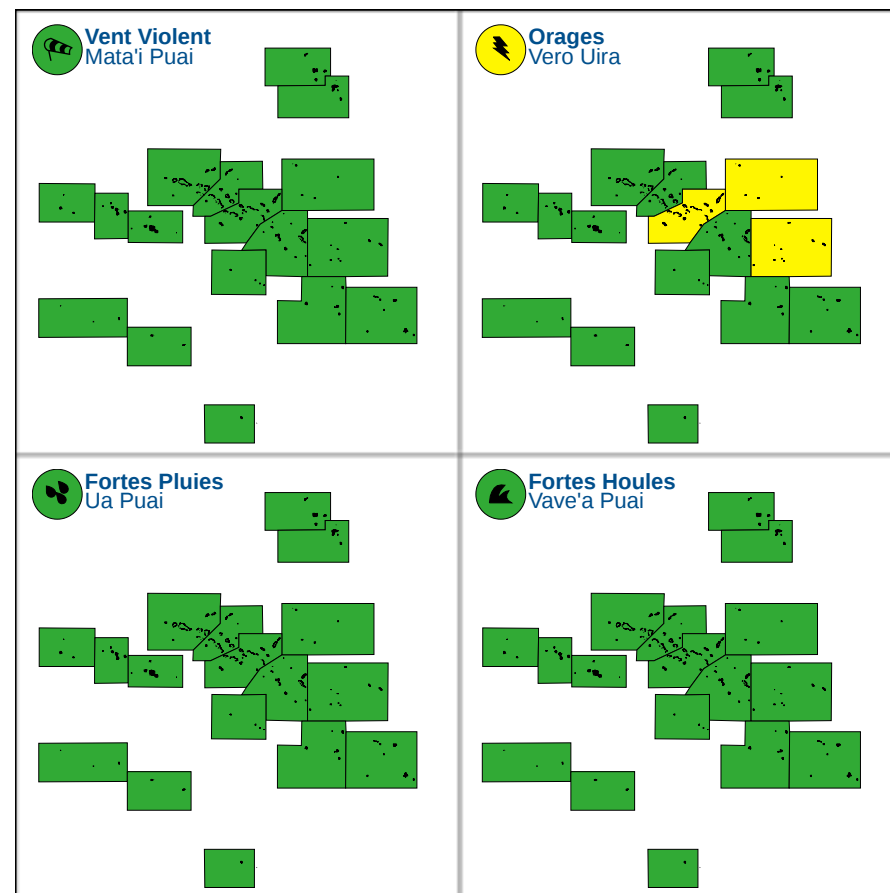 Vent Violent
Mata'i Puai
Orages
Vero Uira
Fortes Pluies
Ua Puai
Fortes Houles
Vave'a Puai